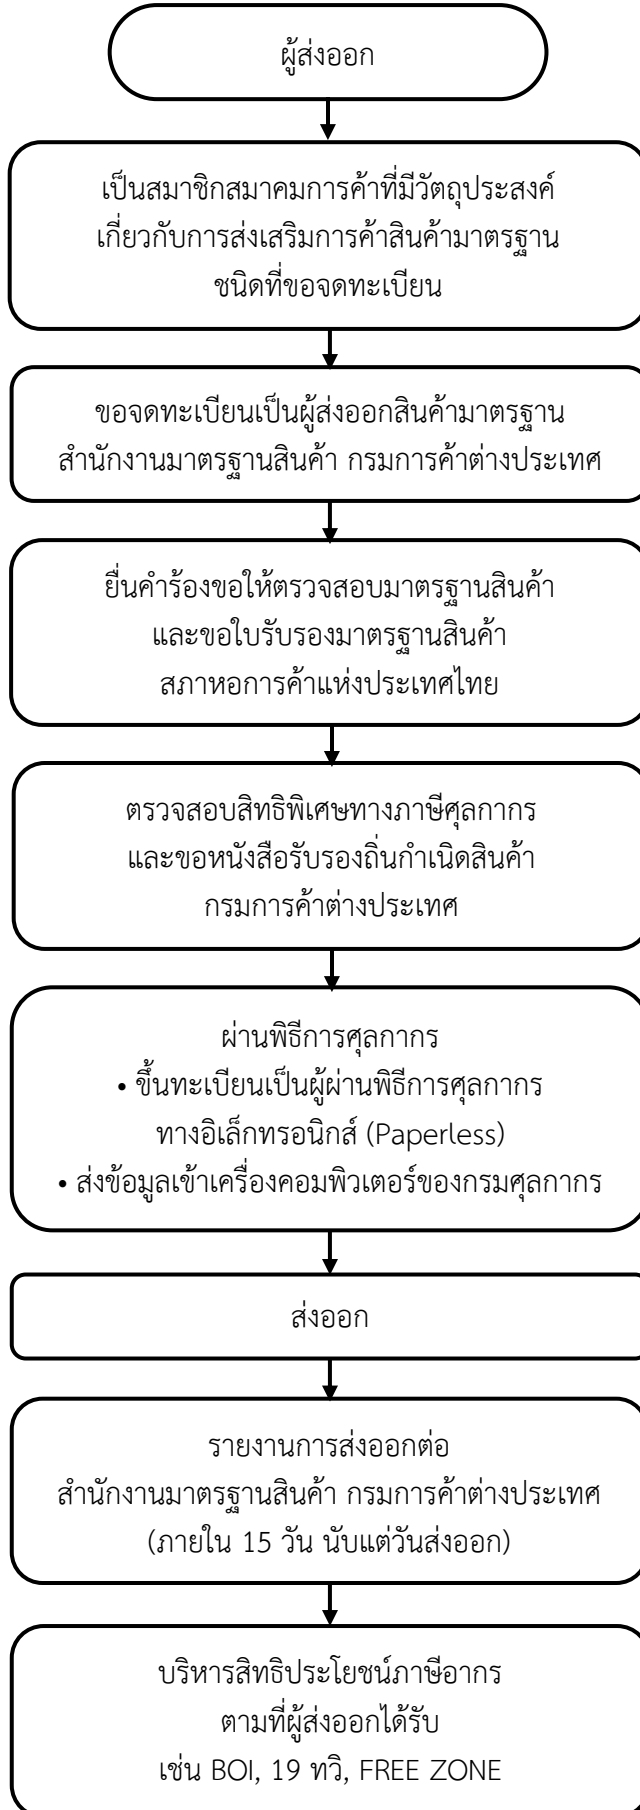 ผู้ส่งออก
เป็นสมาชิกสมาคมการค้าที่มีวัตถุประสงค์
เกี่ยวกับการส่งเสริมการค้าสินค้ามาตรฐาน
ชนิดที่ขอจดทะเบียน
ขอจดทะเบียนเป็นผู้ส่งออกสินค้ามาตรฐาน
สำนักงานมาตรฐานสินค้า กรมการค้าต่างประเทศ
ยื่นคำร้องขอให้ตรวจสอบมาตรฐานสินค้า
และขอใบรับรองมาตรฐานสินค้า
สภาหอการค้าแห่งประเทศไทย
ตรวจสอบสิทธิพิเศษทางภาษีศุลกากร
และขอหนังสือรับรองถิ่นกำเนิดสินค้า
กรมการค้าต่างประเทศ
ผ่านพิธีการศุลกากร
• ขึ้นทะเบียนเป็นผู้ผ่านพิธีการศุลกากร
ทางอิเล็กทรอนิกส์ (Paperless)
• ส่งข้อมูลเข้าเครื่องคอมพิวเตอร์ของกรมศุลกากร
ส่งออก
รายงานการส่งออกต่อ
สำนักงานมาตรฐานสินค้า กรมการค้าต่างประเทศ
(ภายใน 15 วัน นับแต่วันส่งออก)
บริหารสิทธิประโยชน์ภาษีอากร
ตามที่ผู้ส่งออกได้รับ
เช่น BOI, 19 ทวิ, FREE ZONE